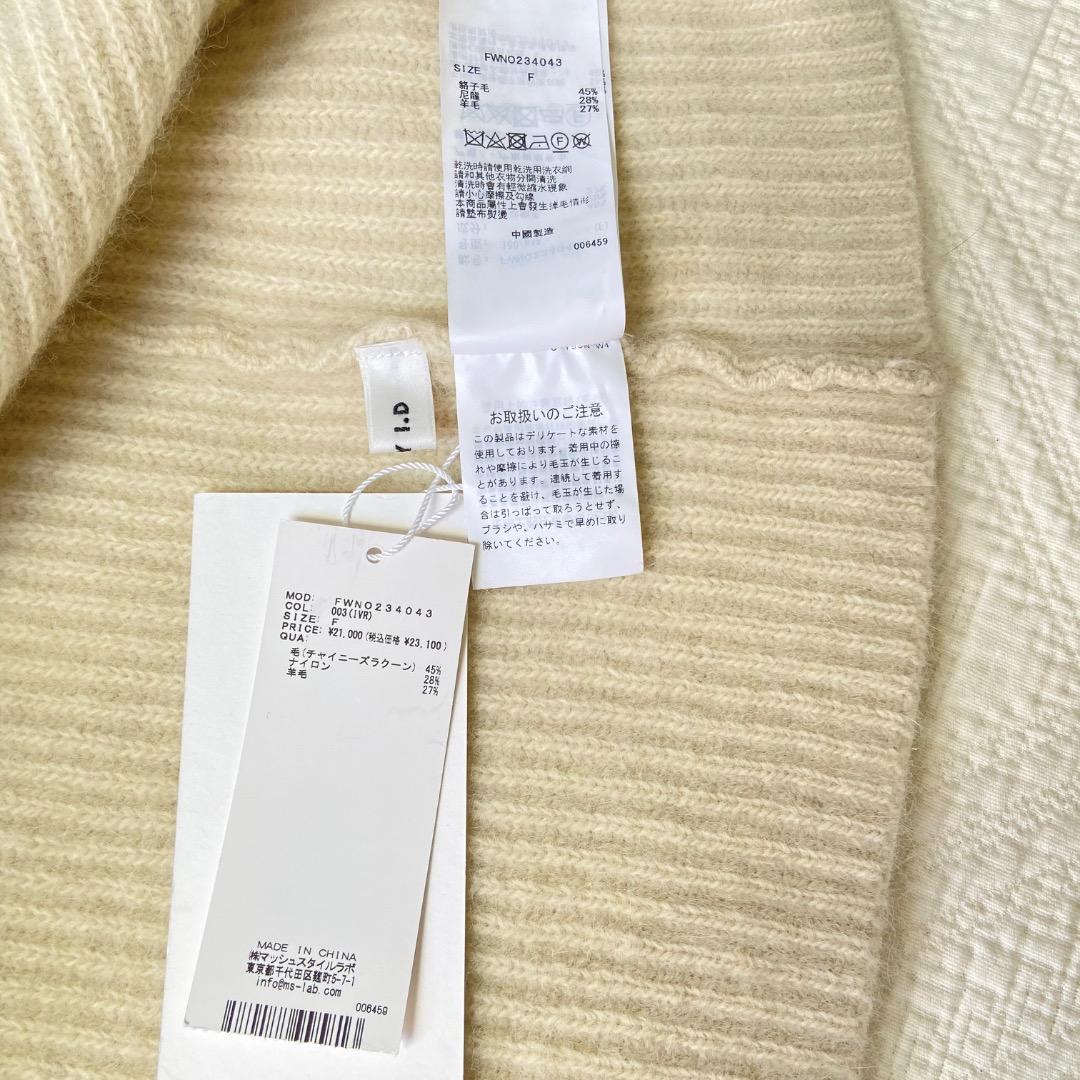 FWNO234043
SIZE F
貉子毛 45%
尼龍 28%
羊毛 27%
乾洗時請使用乾洗用洗衣網
請和其他衣物分開清洗
清洗時會有輕微縮水現象
請小心摩擦及勾線
本商品屬性上會發生掉毛情形
請墊布熨燙
中國製造
006459
Y I.D
お取扱いのご注意
この製品はデリケートな素材を
使用しております。着用中の擦
れや摩擦により毛玉が生じるこ
とがあります。連続して着用す
ることを避け、毛玉が生じた場
合は引っぱって取ろうとせず、
ブラシや、ハサミで早めに取り
除いてください。
MOD: FWNO234043
COL: 003(IVR)
SIZE: F
PRICE: ¥21,000(税込価格 ¥23,100)
QUA:
毛(チャイニーズラクーン) 45%
ナイロン 28%
羊毛 27%
MADE IN CHINA
(株)マッシュスタイルラボ
東京都千代田区麹町5-7-1
info@ms-lab.com
006459